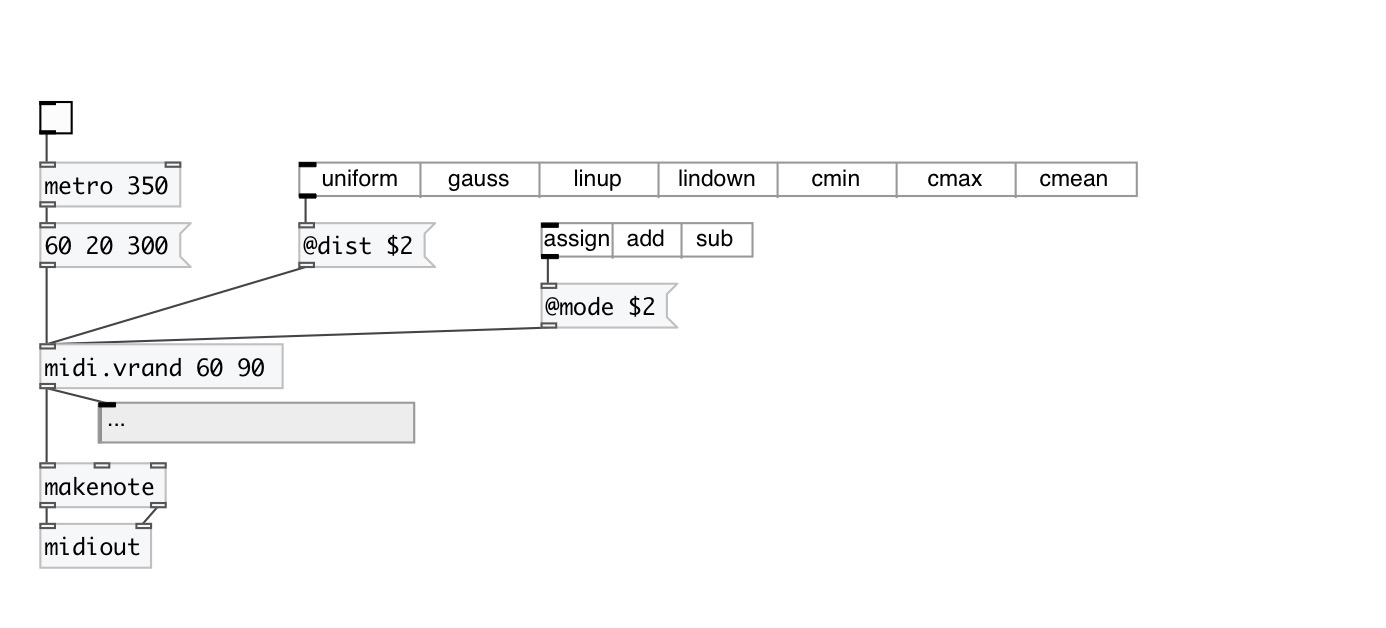 metro 350
uniform gauss linup lindown cmin cmax cmean
60 20 300
@dist $2
assign add sub
@mode $2
midi.vrand 60 90
...
makenote
midiout